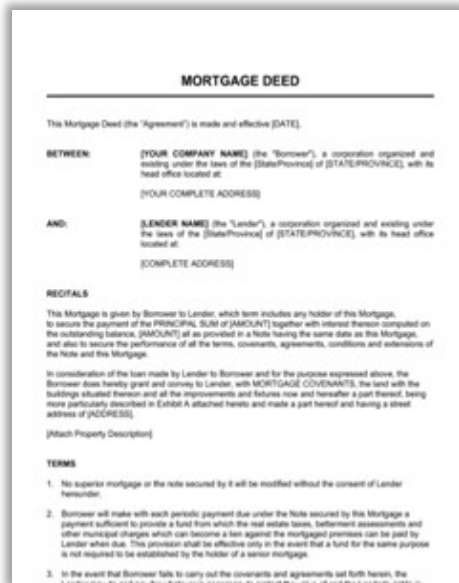 MORTGAGE DEED
This Mortgage Deed (the "Agreement") is made and effective [DATE],
BETWEEN: [YOUR COMPANY NAME] (the "Borrower"), a corporation organized and
existing under the laws of the [State/Province] of [STATE/PROVINCE], with its
head office located at:
[YOUR COMPLETE ADDRESS]
AND: [LENDER NAME] (the "Lender"), a corporation organized and existing under
the laws of the [State/Province] of [STATE/PROVINCE], with its head office
located at:
[COMPLETE ADDRESS]
RECITALS
This Mortgage is given by Borrower to Lender, which term includes any holder of this Mortgage,
to secure the payment of the PRINCIPAL SUM of [AMOUNT] together with interest thereon computed on
the outstanding balance, [AMOUNT] all as provided in a Note having the same date as this Mortgage,
and also to secure the performance of all the terms, covenants, agreements, conditions and extensions of
the Note and this Mortgage.
In consideration of the loan made by Lender to Borrower and for the purpose expressed above, the
Borrower does hereby grant and convey to Lender, with MORTGAGE COVENANTS, the land with the
buildings situated thereon and all the improvements and fixtures now and hereafter a part thereof, being
more particularly described in Exhibit A attached hereto and made a part hereof and having a street
address of [ADDRESS].
[Attach Property Description]
TERMS
1. No superior mortgage or the note secured by it will be modified without the consent of Lender
hereunder.
2. Borrower will make with each periodic payment due under the Note secured by this Mortgage a
payment sufficient to provide a fund from which the real estate taxes, betterment assessments and
other municipal charges which can become a lien against the mortgaged premises can be paid by
Lender when due. This provision shall be effective only in the event that a fund for the same purpose
is not required to be established by the holder of a senior mortgage.
3. In the event that Borrower fails to carry out the covenants and agreements set forth herein, the